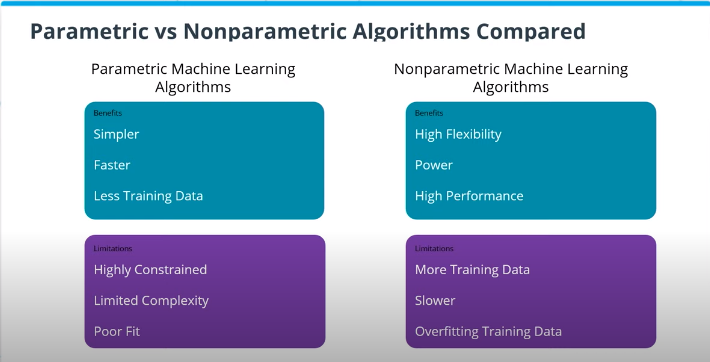 Parametric vs Nonparametric Algorithms Compared
Parametric Machine Learning
Algorithms
Benefits
Simpler
Faster
Less Training Data
Limitations
Highly Constrained
Limited Complexity
Poor Fit
Nonparametric Machine Learning
Algorithms
Benefits
High Flexibility
Power
High Performance
Limitations
More Training Data
Slower
Overfitting Training Data